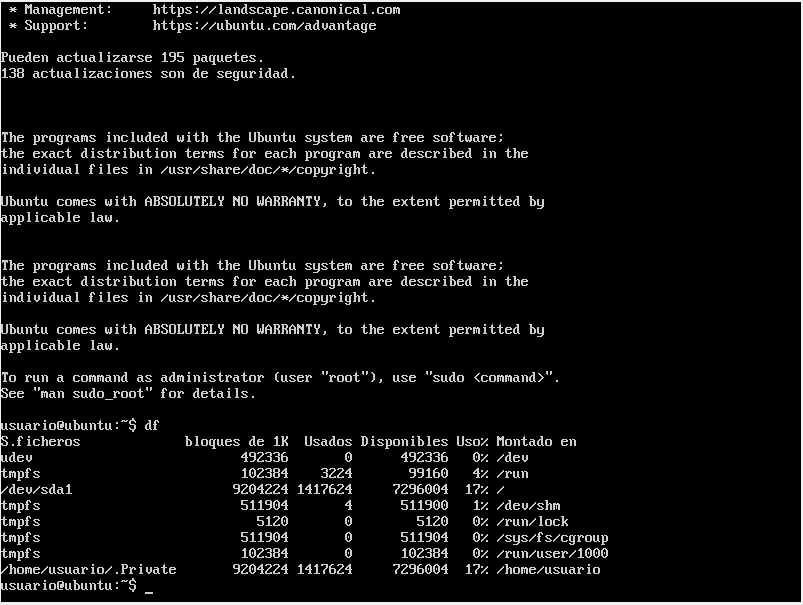 * Management:     https://landscape.canonical.com
 * Support:        https://ubuntu.com/advantage
Pueden actualizarse 195 paquetes.
138 actualizaciones son de seguridad.
The programs included with the Ubuntu system are free software;
the exact distribution terms for each program are described in the
individual files in /usr/share/doc/*/copyright.
Ubuntu comes with ABSOLUTELY NO WARRANTY, to the extent permitted by
applicable law.
The programs included with the Ubuntu system are free software;
the exact distribution terms for each program are described in the
individual files in /usr/share/doc/*/copyright.
Ubuntu comes with ABSOLUTELY NO WARRANTY, to the extent permitted by
applicable law.
To run a command as administrator (user "root"), use "sudo <command>".
See "man sudo_root" for details.
usuario@ubuntu:~$ df
S.ficheros             bloques de 1K  Usados Disponibles Uso% Montado en
udev                          492336       0      492336   0% /dev
tmpfs                         102384    3224       99160   4% /run
/dev/sda1                    9204224 1417624     7296004  17% /
tmpfs                         511904       4      511900   1% /dev/shm
tmpfs                           5120       0        5120   0% /run/lock
tmpfs                         511904       0      511904   0% /sys/fs/cgroup
tmpfs                         102384       0      102384   0% /run/user/1000
/home/usuario/.Private       9204224 1417624     7296004  17% /home/usuario
usuario@ubuntu:~$ _